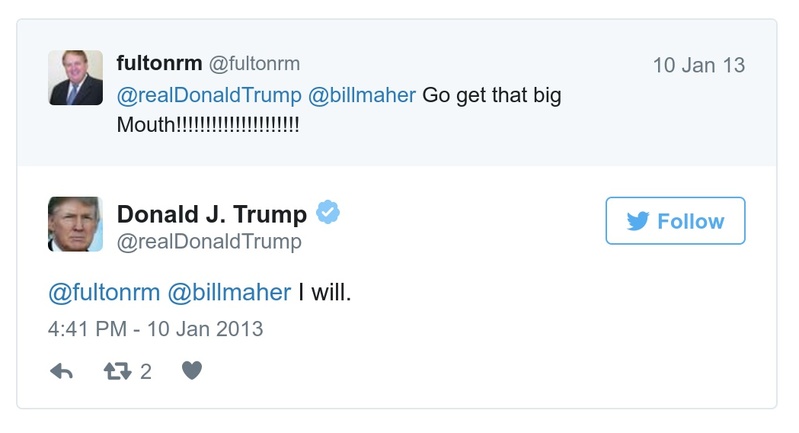 fultonrm @fultonrm
10 Jan 13
@realDonaldTrump @billmaher Go get that big
Mouth!!!!!!!!!!!!!!!!!!!!!
Donald J. Trump
@realDonaldTrump
Follow
@fultonrm @billmaher I will.
4:41 PM - 10 Jan 2013
2